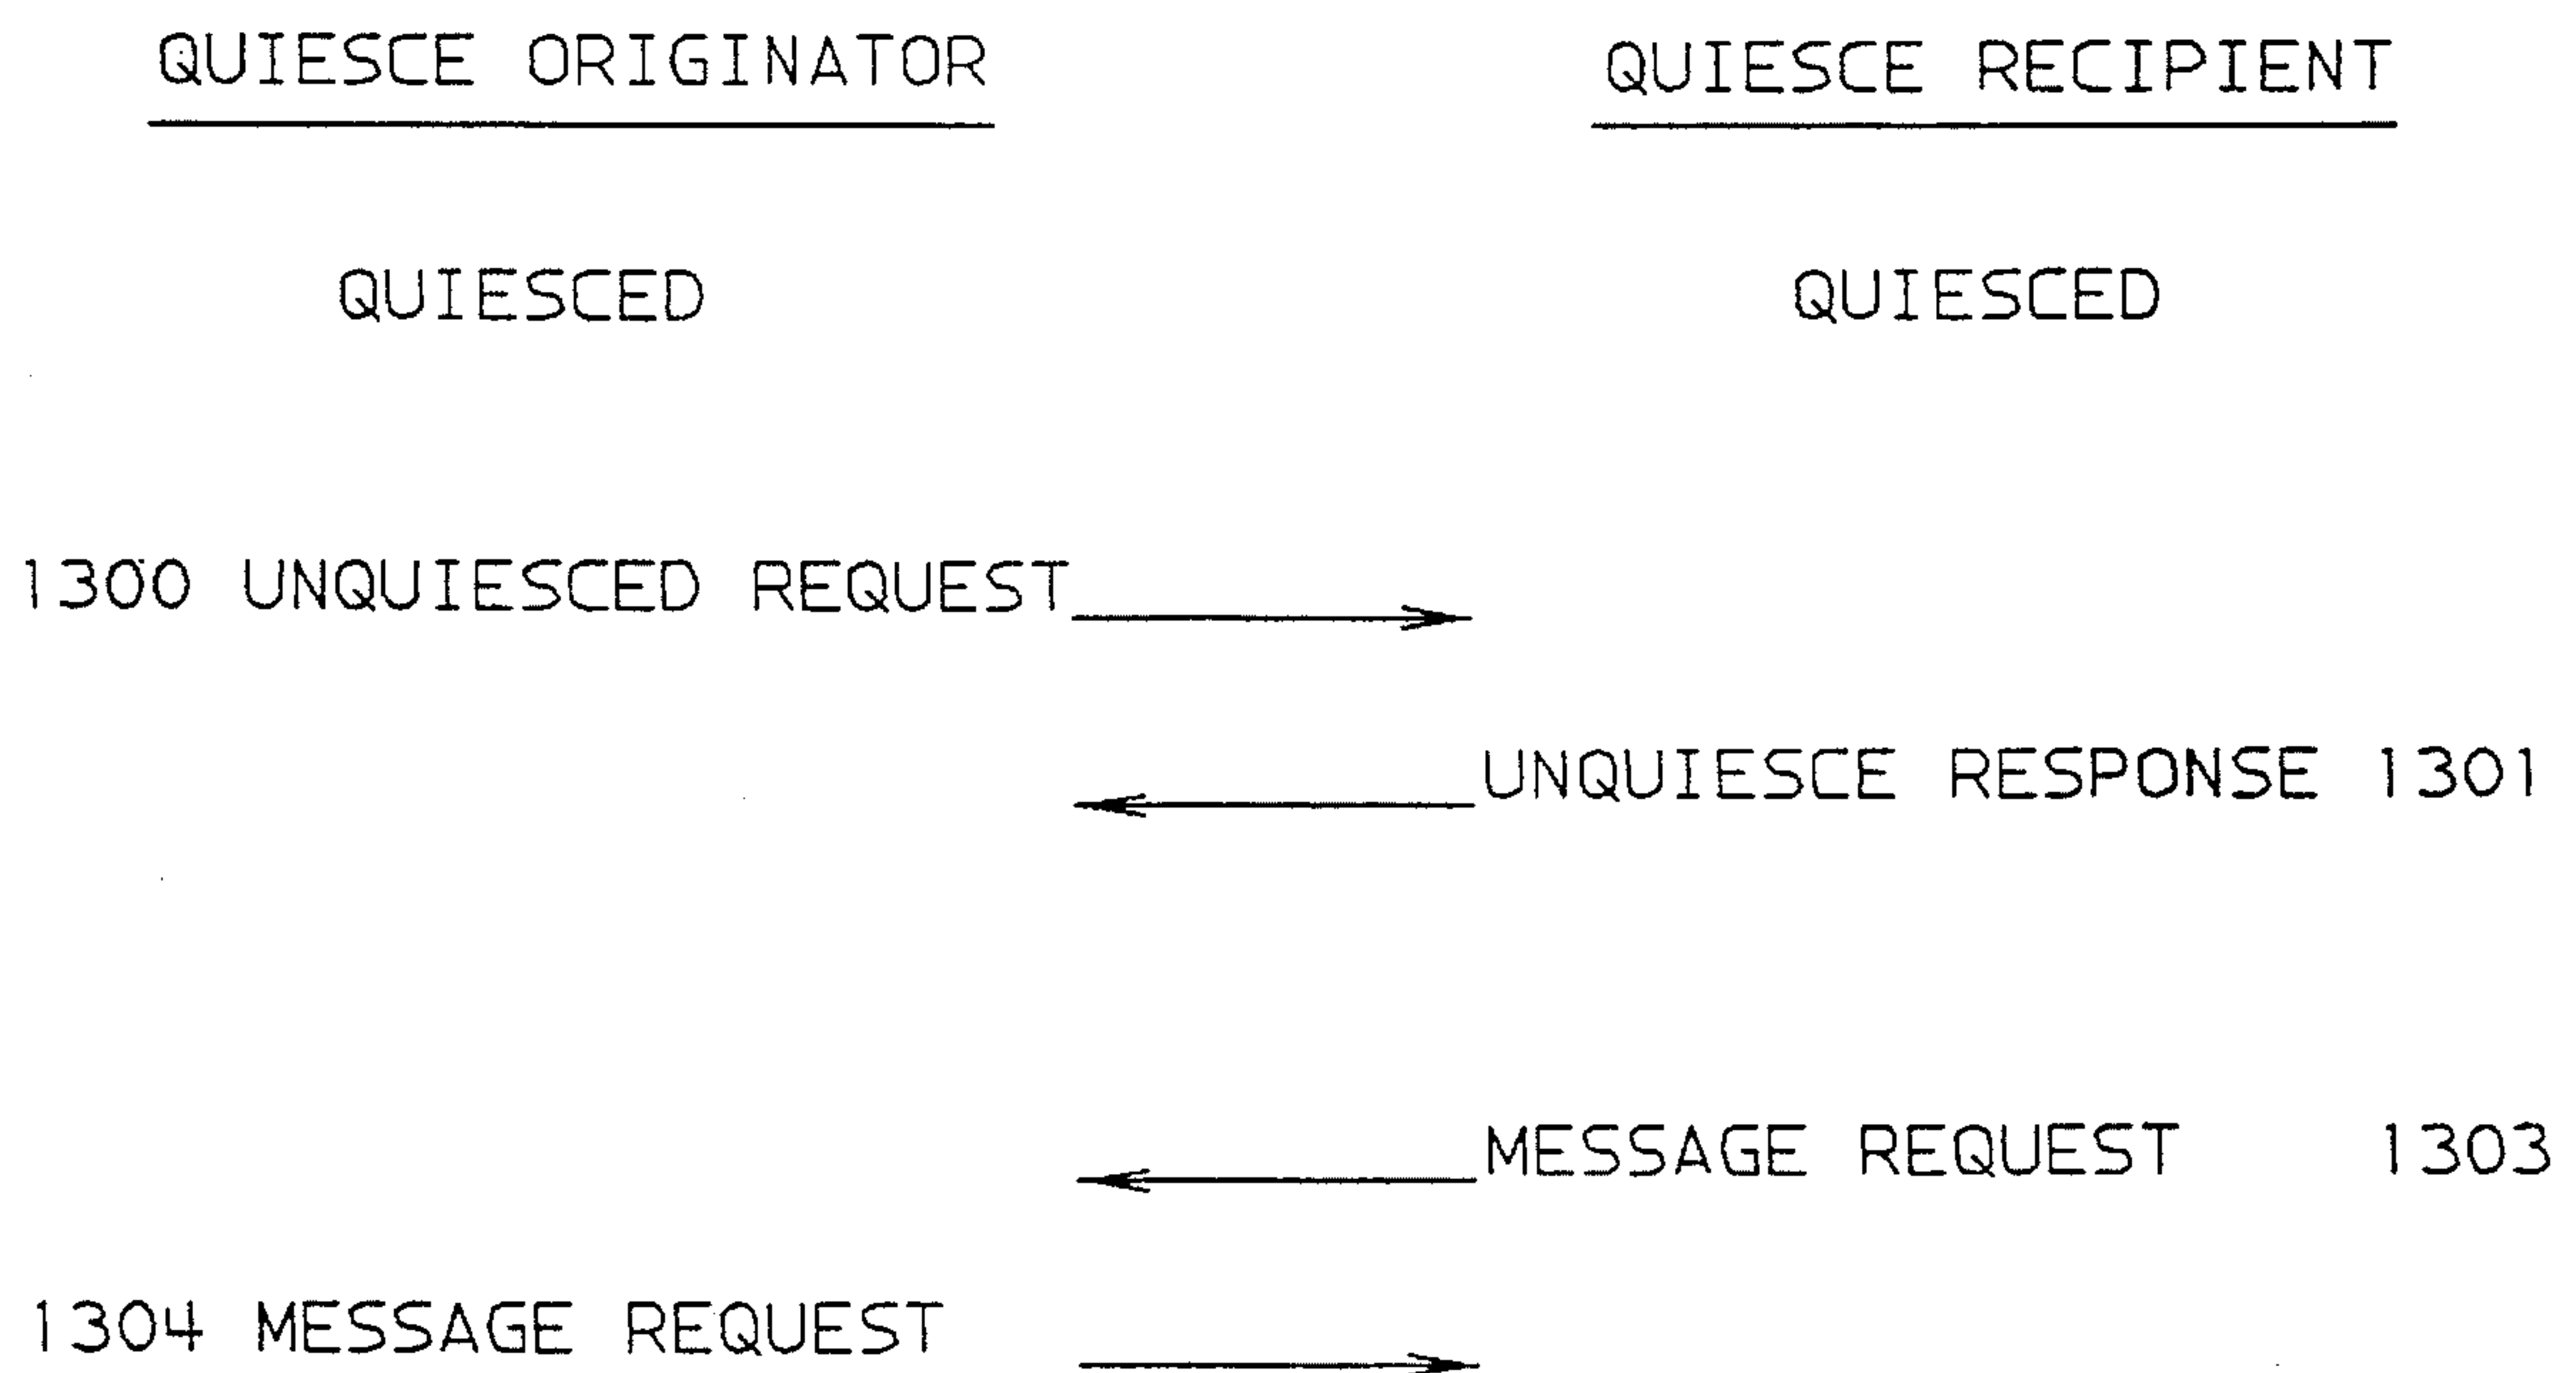 QUIESCE ORIGINATOR QUIESCE RECIPIENT
QUIESCED QUIESCED
1300 UNQUIESCED REQUEST
UNQUIESCE RESPONSE 1301
MESSAGE REQUEST 1303
1304 MESSAGE REQUEST